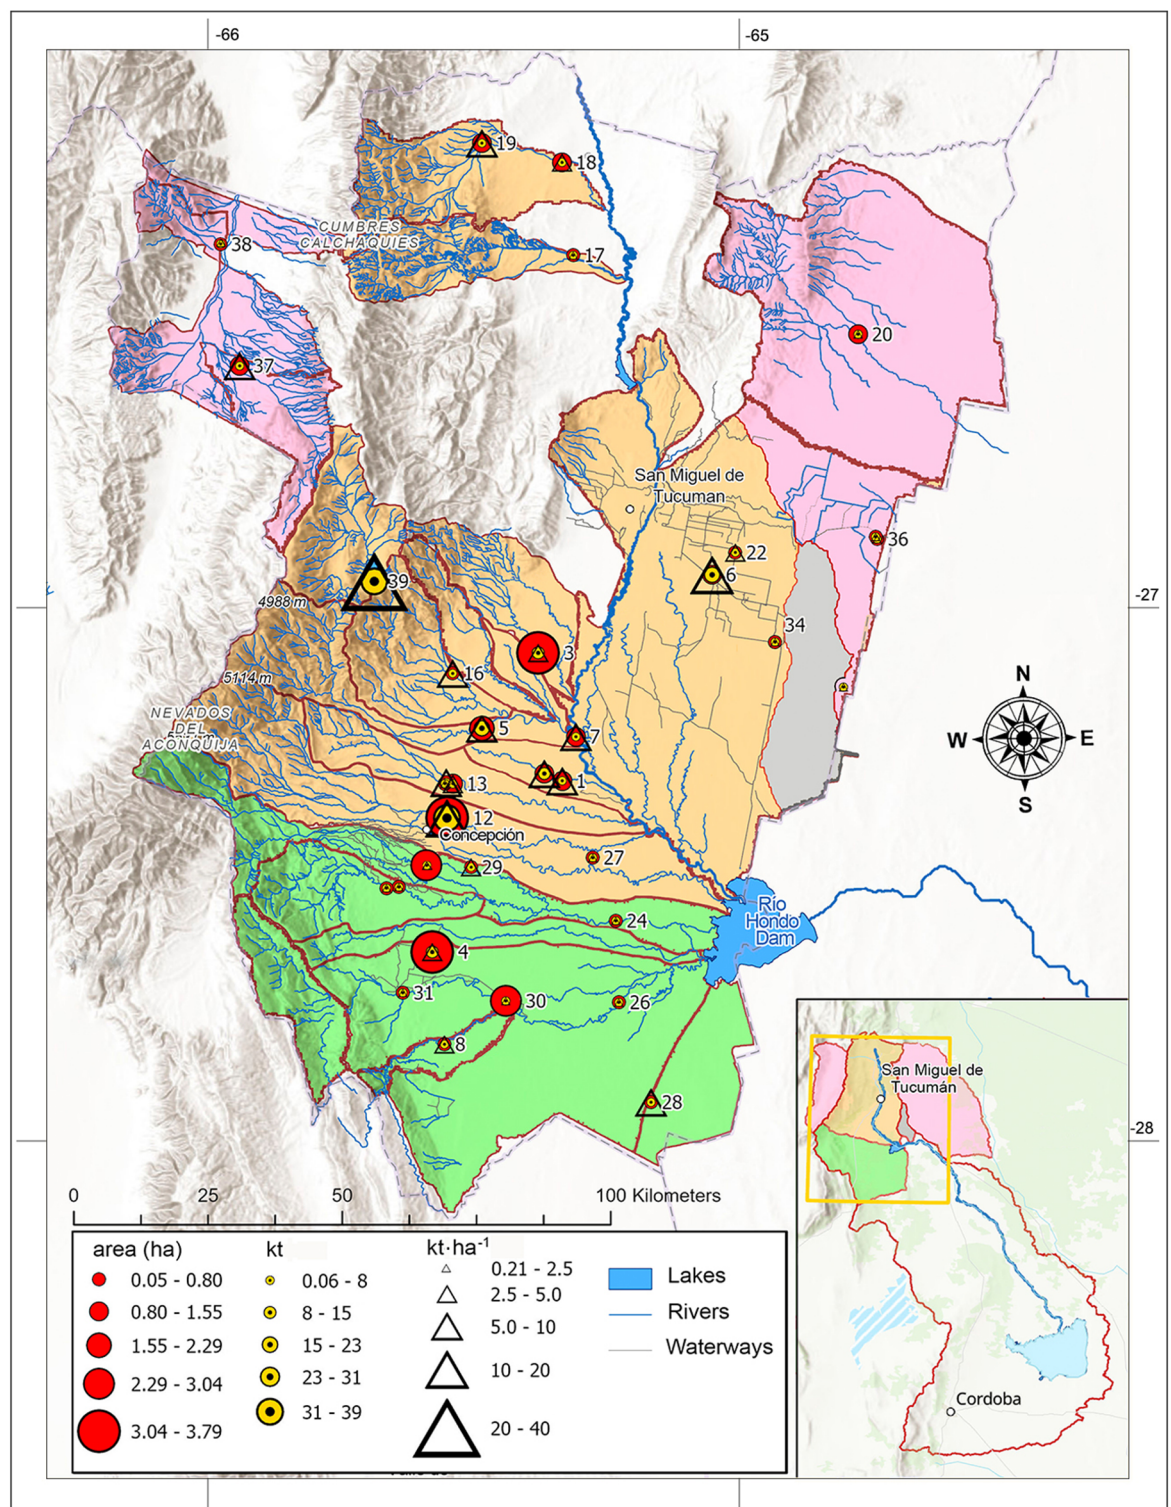 -66
-65
19
18
CUMBRES
CALCHAQUIES
38
17
20
37
San Miguel de
Tucuman
36
22
39
6
4988 m
-27
34
3
16
5114 m
N
NEVADOS
DEL
ACONQUIJA
5
7
W
E
S
13
1
12
Concepción
27
29
Río
Hondo
Dam
24
4
31
30
26
8
28
San Miguel de
Tucumán
-28
0
25
50
100 Kilometers
area (ha)
kt
kt·ha-1
0.05 - 0.80
0.06 - 8
0.21 - 2.5
Lakes
0.80 - 1.55
8 - 15
2.5 - 5.0
Rivers
1.55 - 2.29
15 - 23
5.0 - 10
Waterways
2.29 - 3.04
23 - 31
10 - 20
3.04 - 3.79
31 - 39
20 - 40
Cordoba